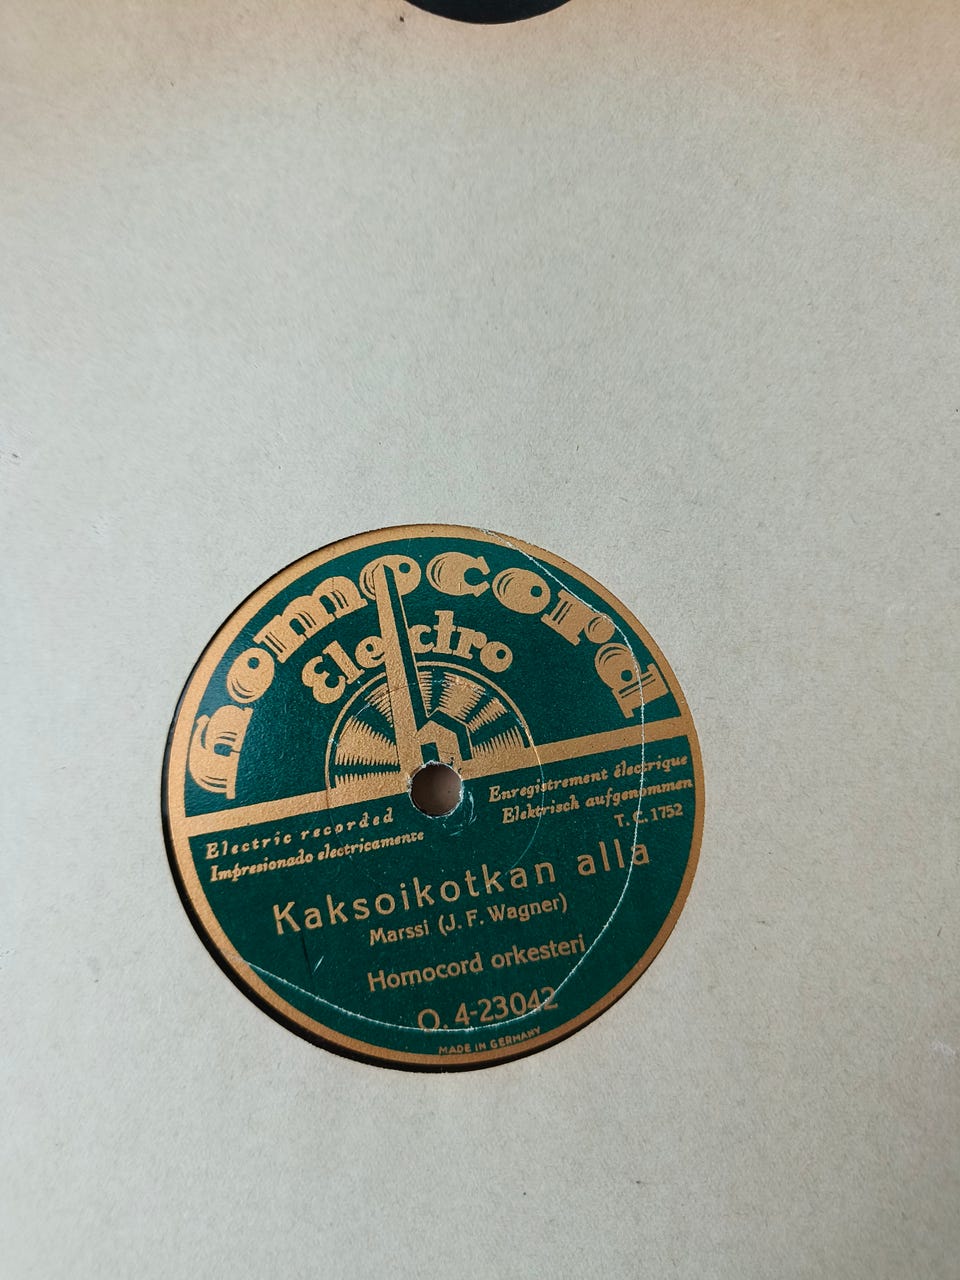 Homocord
Electro
Electric recorded
Impresionado electricamente
Enregistrement électrique
Elektrisch aufgenommen
T. C. 1752
Kaksoikotkan alla
Marssi (J. F. Wagner)
Homocord orkesteri
O. 4-23042
MADE IN GERMANY